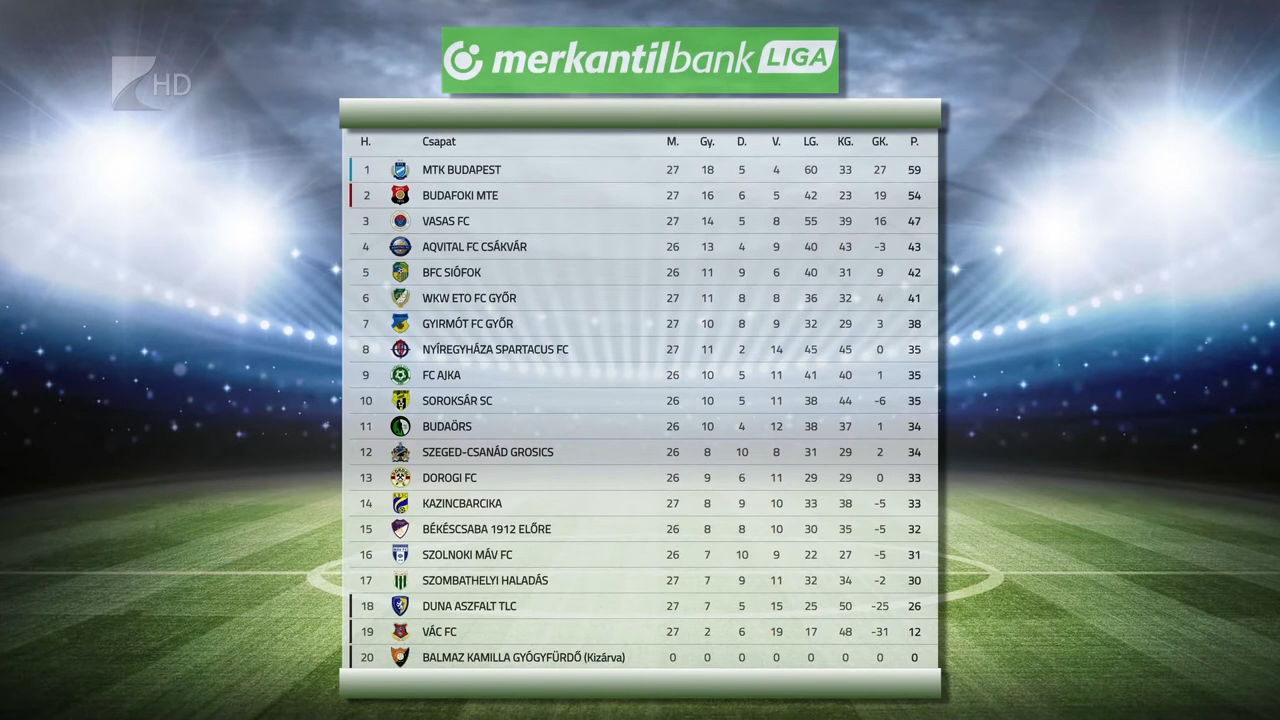 merkantilbank LIGA
HD
H. Csapat M. Gy. D. V. LG. KG. GK. P.
1 MTK BUDAPEST 27 18 5 4 60 33 27 59
2 BUDAFOKI MTE 27 16 6 5 42 23 19 54
3 VASAS FC 27 14 5 8 55 39 16 47
4 AQVITAL FC CSÁKVÁR 26 13 4 9 40 43 -3 43
5 BFC SIÓFOK 26 11 9 6 40 31 9 42
6 WKW ETO FC GYŐR 27 11 8 8 36 32 4 41
7 GYIRMÓT FC GYŐR 27 10 8 9 32 29 3 38
8 NYÍREGYHÁZA SPARTACUS FC 27 11 2 14 45 45 0 35
9 FC AJKA 26 10 5 11 41 40 1 35
10 SOROKSÁR SC 26 10 5 11 38 44 -6 35
11 BUDAÖRS 26 10 4 12 38 37 1 34
12 SZEGED-CSANÁD GROSICS 26 8 10 8 31 29 2 34
13 DOROGI FC 26 9 6 11 29 29 0 33
14 KAZINCBARCIKA 27 8 9 10 33 38 -5 33
15 BÉKÉSCSABA 1912 ELŐRE 26 8 8 10 30 35 -5 32
16 SZOLNOKI MÁV FC 26 7 10 9 22 27 -5 31
17 SZOMBATHELYI HALADÁS 27 7 9 11 32 34 -2 30
18 DUNA ASZFALT TLC 27 7 5 15 25 50 -25 26
19 VÁC FC 27 2 6 19 17 48 -31 12
20 BALMAZ KAMILLA GYÓGYFÜRDŐ (Kizárva) 0 0 0 0 0 0 0 0